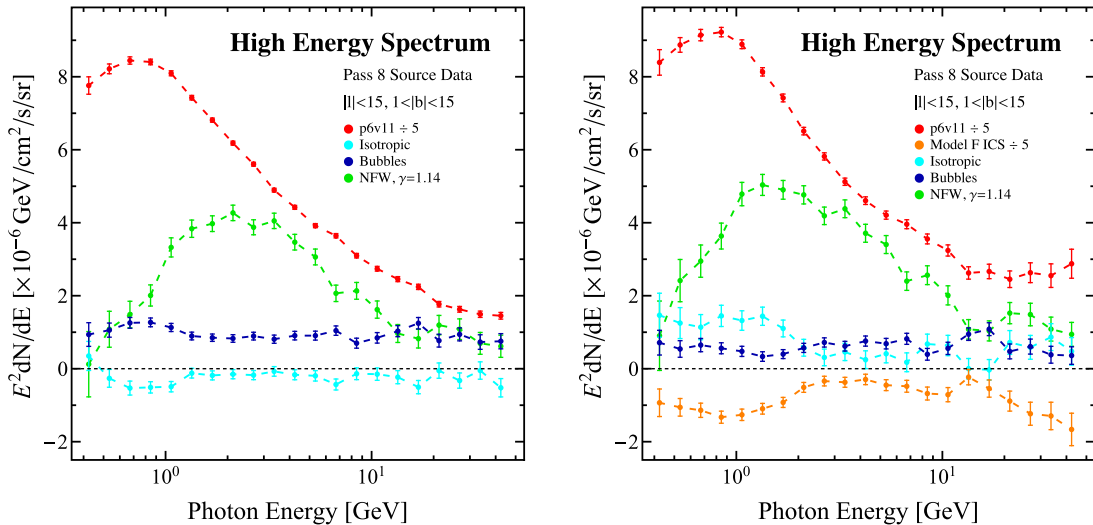 High Energy Spectrum
Pass 8 Source Data
|l|<15, 1<|b|<15
p6v11 ÷ 5
Isotropic
Bubbles
NFW, γ=1.14
8
6
4
2
0
−2
10⁰
10¹
Photon Energy [GeV]
E²dN/dE [×10⁻⁶ GeV/cm²/s/sr]
High Energy Spectrum
Pass 8 Source Data
|l|<15, 1<|b|<15
p6v11 ÷ 5
Model F ICS ÷ 5
Isotropic
Bubbles
NFW, γ=1.14
8
6
4
2
0
−2
10⁰
10¹
Photon Energy [GeV]
E²dN/dE [×10⁻⁶ GeV/cm²/s/sr]